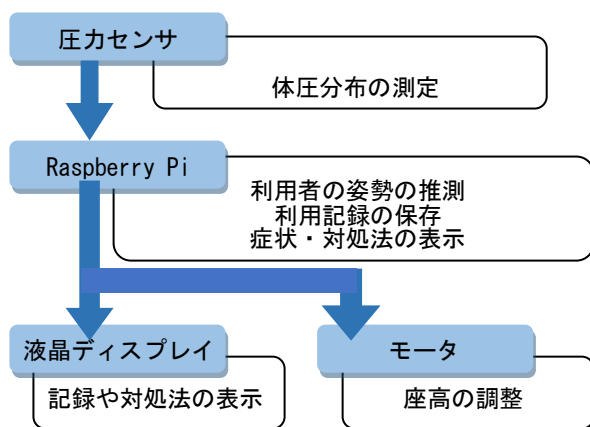 圧力センサ
体圧分布の測定
Raspberry Pi
利用者の姿勢の推測
利用記録の保存
症状・対処法の表示
液晶ディスプレイ
モータ
記録や対処法の表示
座高の調整